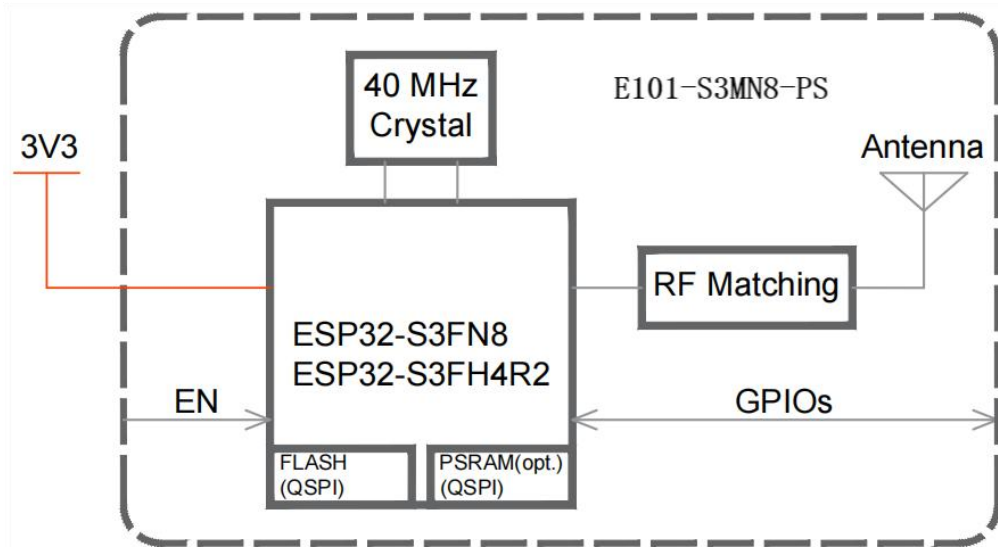 40 MHz
Crystal
E101-S3MN8-PS
3V3
Antenna
RF Matching
ESP32-S3FN8
ESP32-S3FH4R2
EN
GPIOs
FLASH
(QSPI)
PSRAM(opt.)
(QSPI)